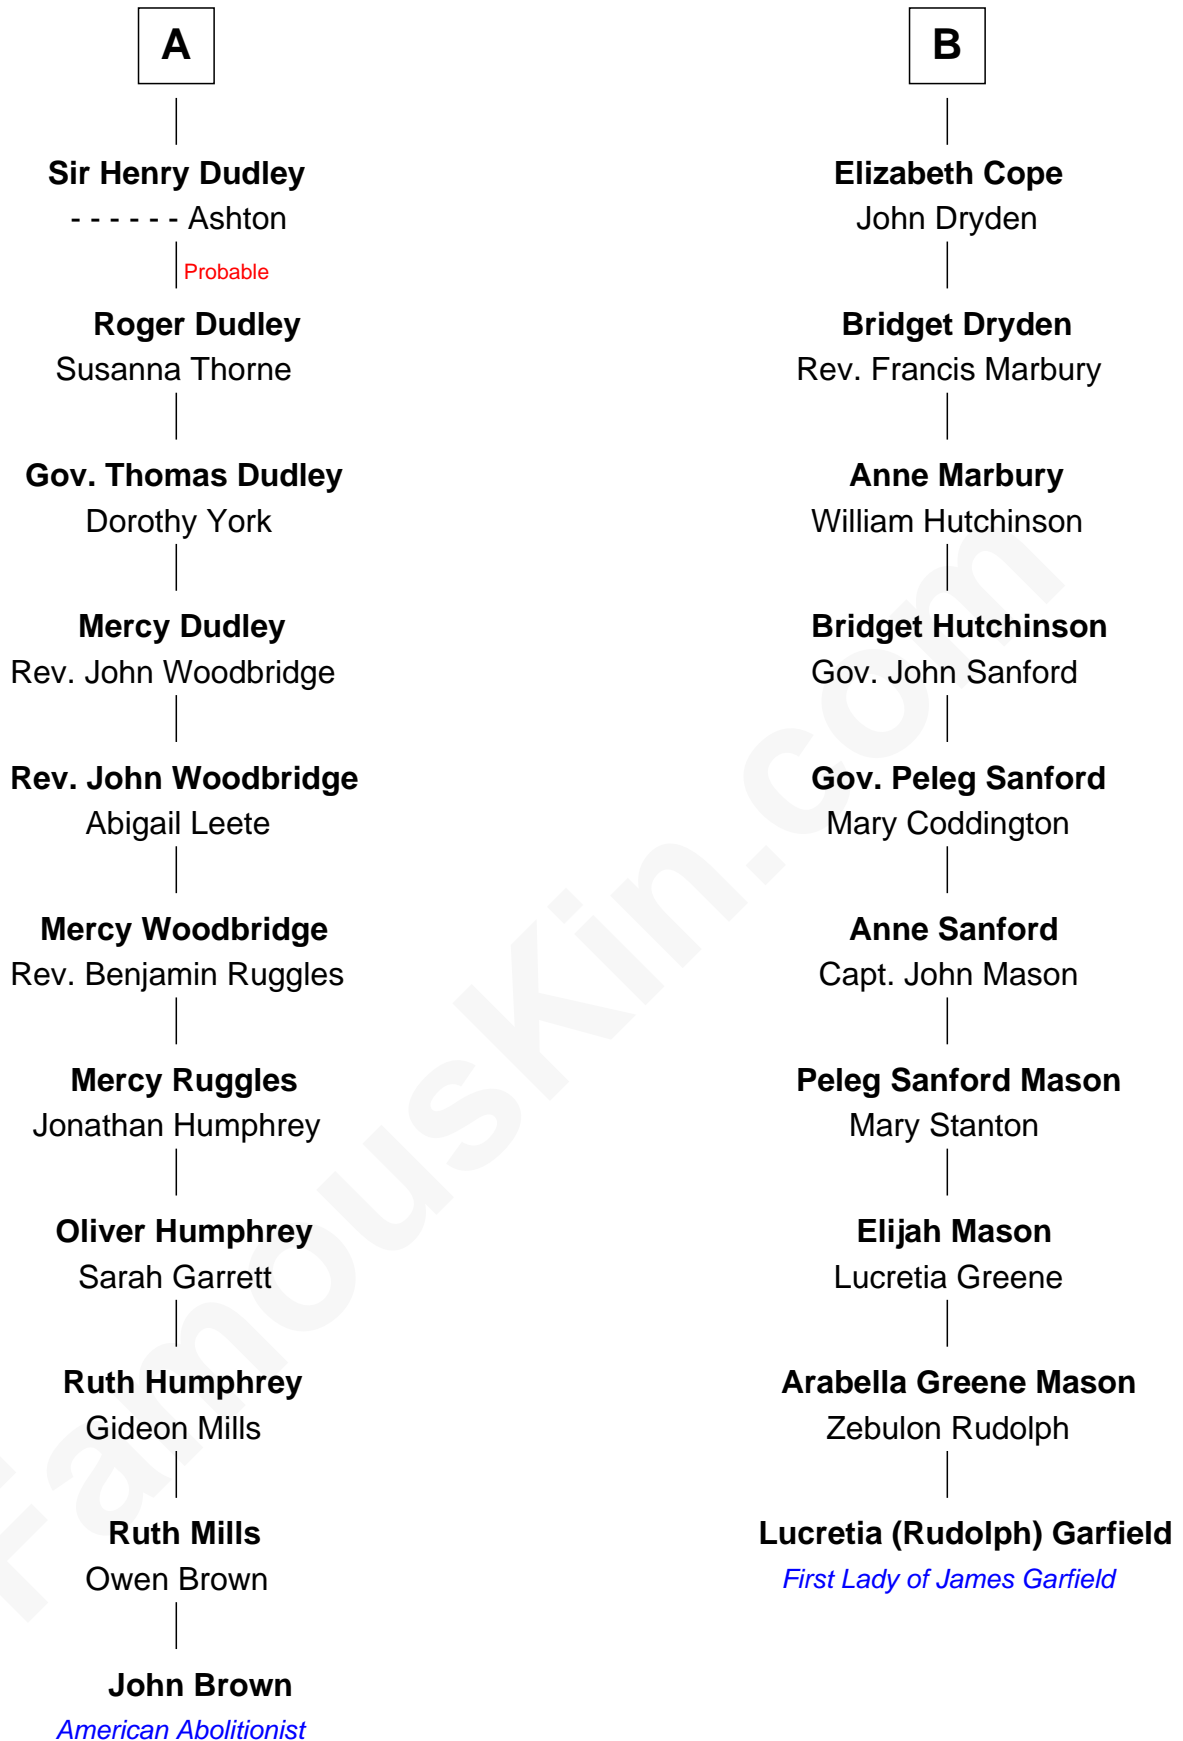 A
Sir Henry Dudley
- - - - - - Ashton
Probable
Roger Dudley
Susanna Thorne
Gov. Thomas Dudley
Dorothy York
Mercy Dudley
Rev. John Woodbridge
Rev. John Woodbridge
Abigail Leete
Mercy Woodbridge
Rev. Benjamin Ruggles
Mercy Ruggles
Jonathan Humphrey
Oliver Humphrey
Sarah Garrett
Ruth Humphrey
Gideon Mills
Ruth Mills
Owen Brown
John Brown
American Abolitionist
B
Elizabeth Cope
John Dryden
Bridget Dryden
Rev. Francis Marbury
Anne Marbury
William Hutchinson
Bridget Hutchinson
Gov. John Sanford
Gov. Peleg Sanford
Mary Coddington
Anne Sanford
Capt. John Mason
Peleg Sanford Mason
Mary Stanton
Elijah Mason
Lucretia Greene
Arabella Greene Mason
Zebulon Rudolph
Lucretia (Rudolph) Garfield
First Lady of James Garfield
FamousKin.com